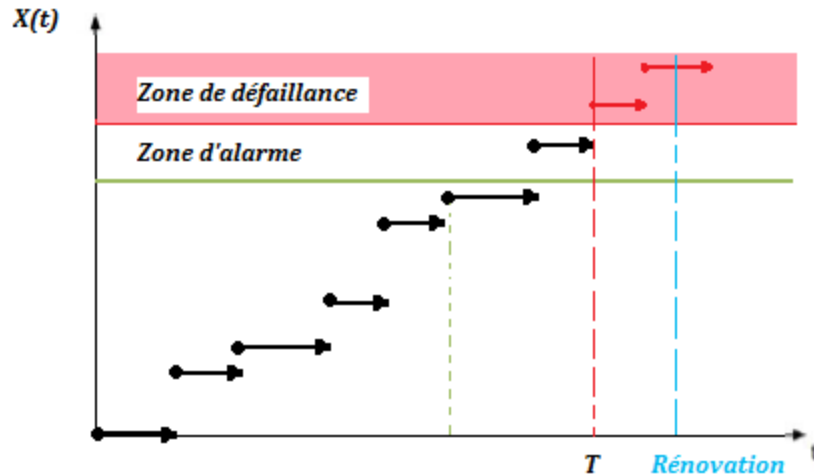 X(t)
Zone de défaillance
Zone d'alarme
t
T
Rénovation